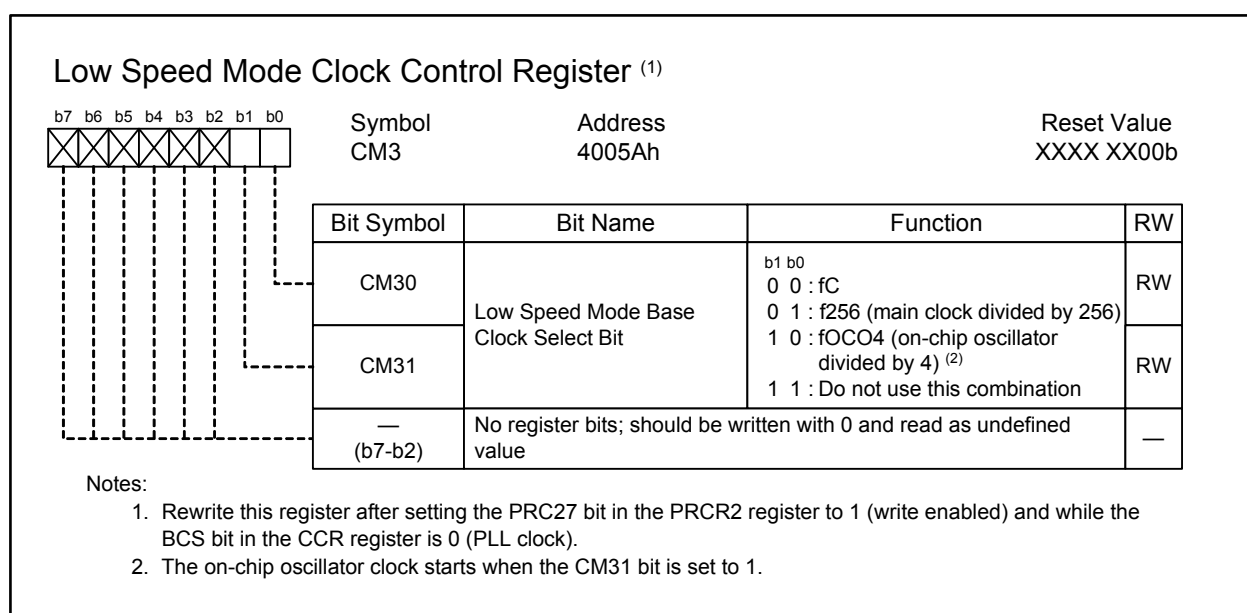 Low Speed Mode Clock Control Register (1)
b7 b6 b5 b4 b3 b2 b1 b0
Symbol Address Reset Value
CM3 4005Ah XXXX XX00b
Bit Symbol Bit Name Function RW
CM30
CM31
Low Speed Mode Base
Clock Select Bit
b1 b0
0 0 : fC
0 1 : f256 (main clock divided by 256)
1 0 : fOCO4 (on-chip oscillator
divided by 4) (2)
1 1 : Do not use this combination
RW
RW
—
(b7-b2)
No register bits; should be written with 0 and read as undefined
value
—
Notes:
1. Rewrite this register after setting the PRC27 bit in the PRCR2 register to 1 (write enabled) and while the
BCS bit in the CCR register is 0 (PLL clock).
2. The on-chip oscillator clock starts when the CM31 bit is set to 1.